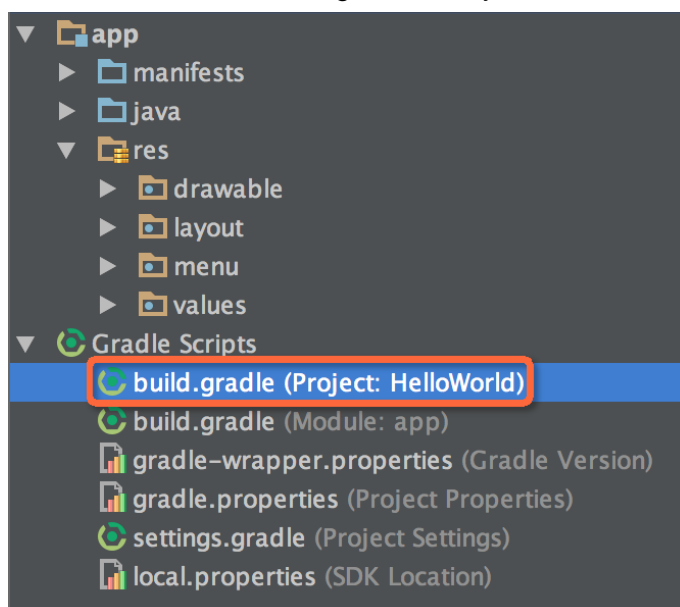 app
manifests
java
res
drawable
layout
menu
values
Gradle Scripts
build.gradle (Project: HelloWorld)
build.gradle (Module: app)
gradle-wrapper.properties (Gradle Version)
gradle.properties (Project Properties)
settings.gradle (Project Settings)
local.properties (SDK Location)